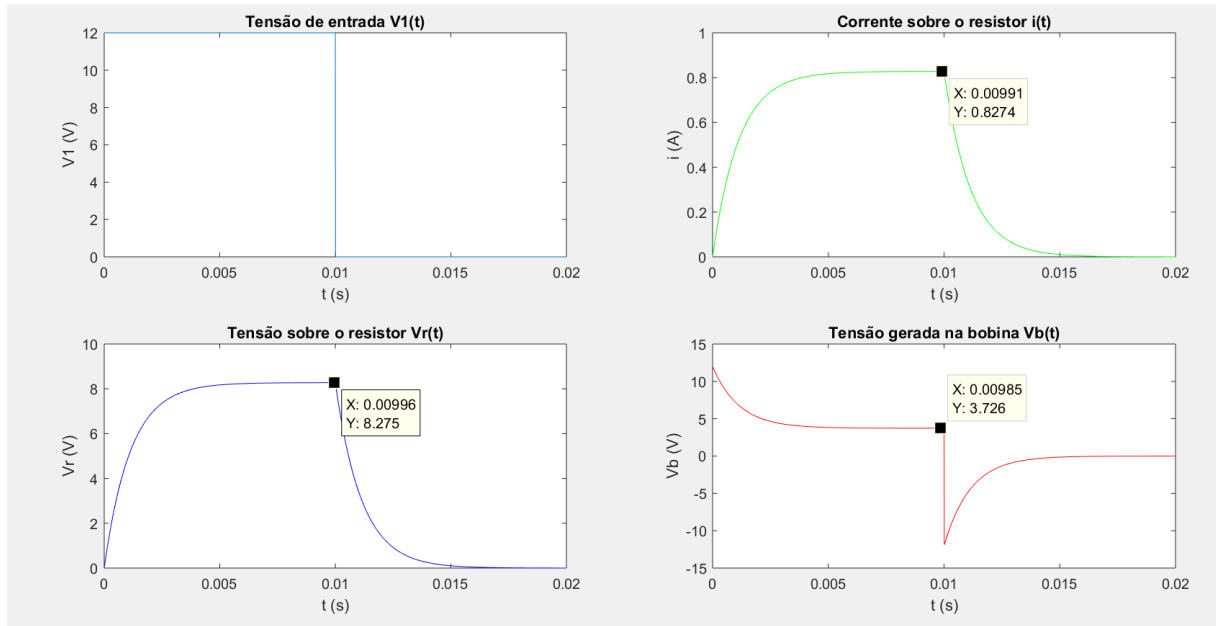 Tensão de entrada V1(t)
12
10
8
6
4
2
0
V1 (V)
0 0.005 0.01 0.015 0.02
t (s)
Corrente sobre o resistor i(t)
1
0.8
0.6
0.4
0.2
0
i (A)
X: 0.00991
Y: 0.8274
0 0.005 0.01 0.015 0.02
t (s)
Tensão sobre o resistor Vr(t)
10
8
6
4
2
0
Vr (V)
X: 0.00996
Y: 8.275
0 0.005 0.01 0.015 0.02
t (s)
Tensão gerada na bobina Vb(t)
15
10
5
0
-5
-10
-15
Vb (V)
X: 0.00985
Y: 3.726
0 0.005 0.01 0.015 0.02
t (s)